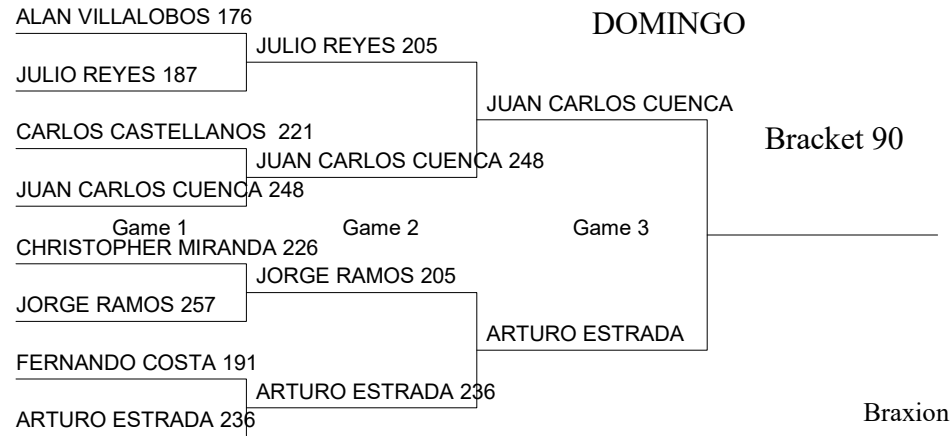 ALAN VILLALOBOS 176
DOMINGO
JULIO REYES 205
JULIO REYES 187
JUAN CARLOS CUENCA
CARLOS CASTELLANOS  221
Bracket 90
JUAN CARLOS CUENCA 248
JUAN CARLOS CUENCA 248
Game 1
Game 2
Game 3
CHRISTOPHER MIRANDA 226
JORGE RAMOS 205
JORGE RAMOS 257
ARTURO ESTRADA
FERNANDO COSTA 191
ARTURO ESTRADA 236
ARTURO ESTRADA 236
Braxion